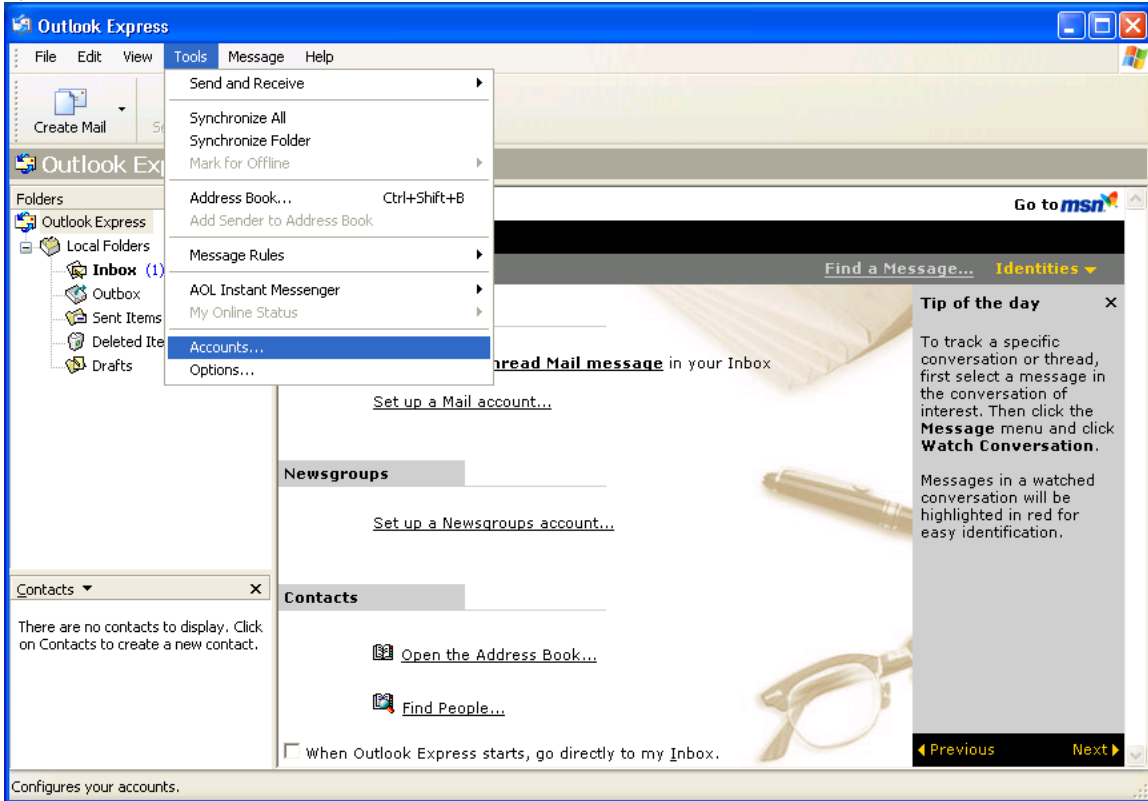 Outlook Express
File Edit View Tools Message Help
Create Mail
Send and Receive
Synchronize All
Synchronize Folder
Mark for Offline
Address Book... Ctrl+Shift+B
Add Sender to Address Book
Message Rules
AOL Instant Messenger
My Online Status
Accounts...
Options...
Outlook
Folders
Outlook Express
Local Folders
Inbox (1)
Outbox
Sent Items
Deleted
Drafts
Contacts
There are no contacts to display. Click
on Contacts to create a new contact.
Go to msn
Find a Message... Identities
Mail message in your Inbox
Set up a Mail account...
Newsgroups
Set up a Newsgroups account...
Contacts
Open the Address Book...
Find People...
When Outlook Express starts, go directly to my Inbox.
Tip of the day
To track a specific
conversation or thread,
first select a message in
the conversation of
interest. Then click the
Message menu and click
Watch Conversation.
Messages in a watched
conversation will be
highlighted in red for
easy identification.
Previous Next
Configures your accounts.